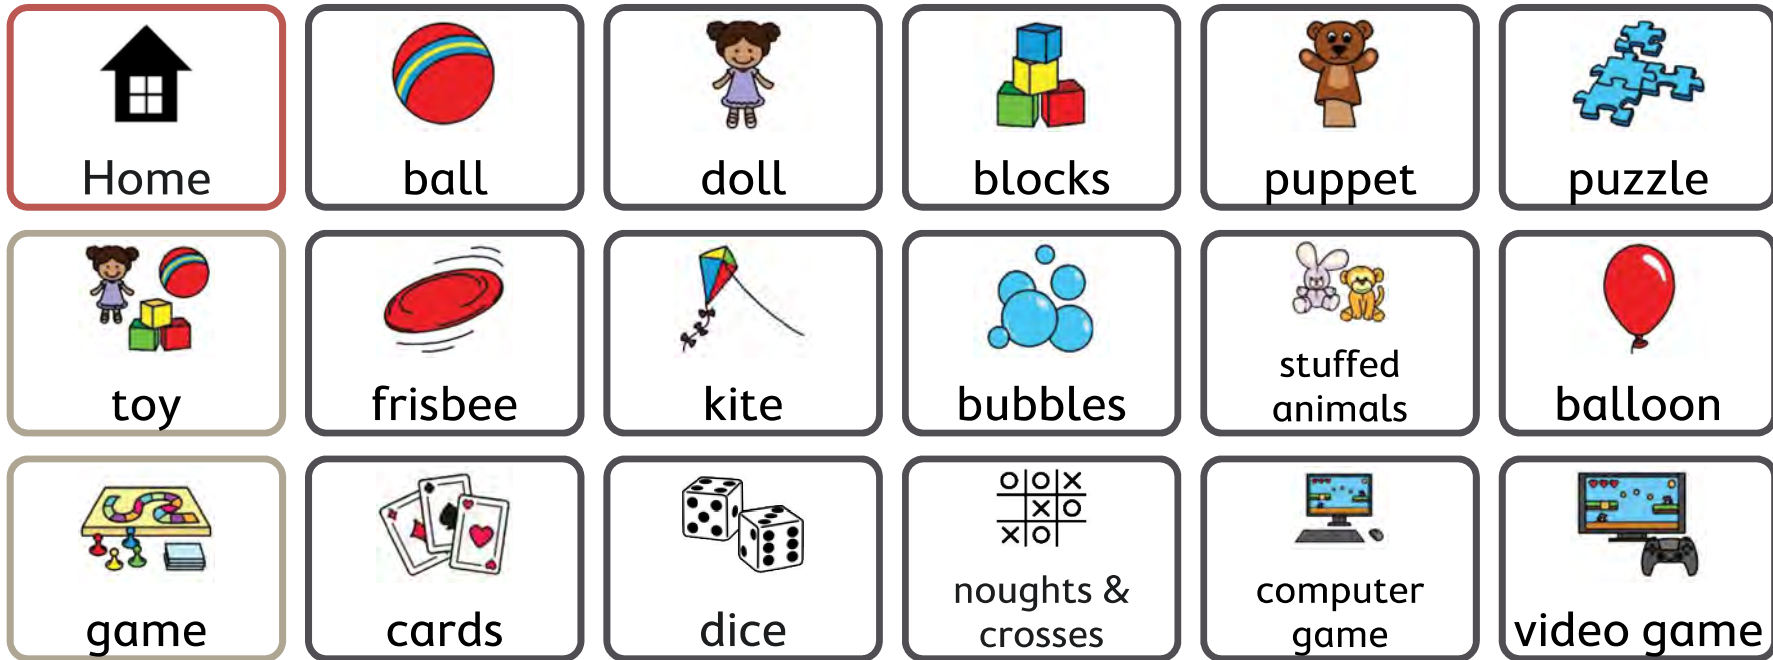 Home
ball
doll
blocks
puppet
puzzle
toy
frisbee
kite
bubbles
stuffed
animals
balloon
game
cards
dice
O O X
X O
X O
noughts &
crosses
computer
game
video game